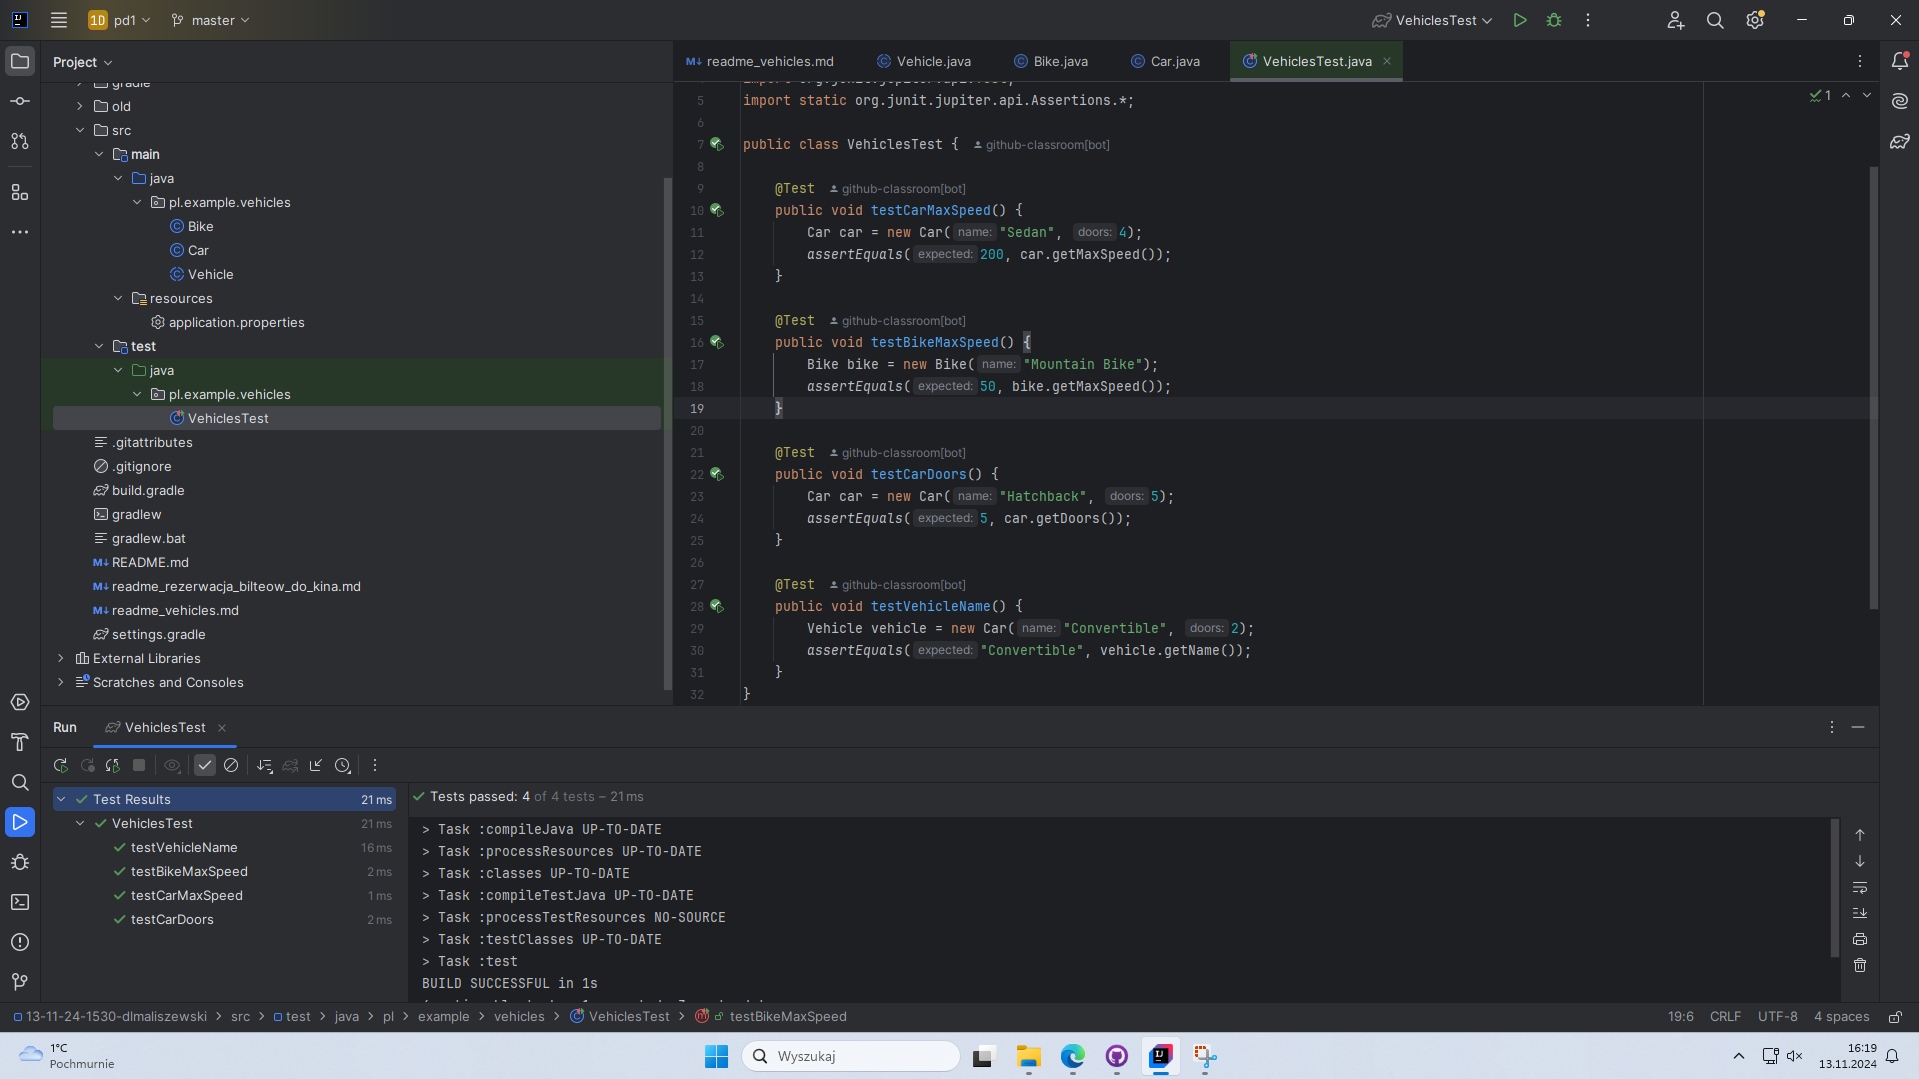 1D pd1 master VehiclesTest
Project
gradle
old
src
main
java
pl.example.vehicles
Bike
Car
Vehicle
resources
application.properties
test
java
pl.example.vehicles
VehiclesTest
.gitattributes
.gitignore
build.gradle
gradlew
gradlew.bat
M↓ README.md
M↓ readme_rezerwacja_bilteow_do_kina.md
M↓ readme_vehicles.md
settings.gradle
External Libraries
Scratches and Consoles
M↓ readme_vehicles.md Vehicle.java Bike.java Car.java VehiclesTest.java
1
5 import static org.junit.jupiter.api.Assertions.*;
6
7 public class VehiclesTest { github-classroom[bot]
8
9 @Test github-classroom[bot]
10 public void testCarMaxSpeed() {
11 Car car = new Car( name: "Sedan", doors: 4);
12 assertEquals( expected: 200, car.getMaxSpeed());
13 }
14
15 @Test github-classroom[bot]
16 public void testBikeMaxSpeed() {
17 Bike bike = new Bike( name: "Mountain Bike");
18 assertEquals( expected: 50, bike.getMaxSpeed());
19 }
20
21 @Test github-classroom[bot]
22 public void testCarDoors() {
23 Car car = new Car( name: "Hatchback", doors: 5);
24 assertEquals( expected: 5, car.getDoors());
25 }
26
27 @Test github-classroom[bot]
28 public void testVehicleName() {
29 Vehicle vehicle = new Car( name: "Convertible", doors: 2);
30 assertEquals( expected: "Convertible", vehicle.getName());
31 }
32 }
Run VehiclesTest
Test Results 21 ms
VehiclesTest 21 ms
testVehicleName 16 ms
testBikeMaxSpeed 2 ms
testCarMaxSpeed 1 ms
testCarDoors 2 ms
Tests passed: 4 of 4 tests – 21 ms
> Task :compileJava UP-TO-DATE
> Task :processResources UP-TO-DATE
> Task :classes UP-TO-DATE
> Task :compileTestJava UP-TO-DATE
> Task :processTestResources NO-SOURCE
> Task :testClasses UP-TO-DATE
> Task :test
BUILD SUCCESSFUL in 1s
13-11-24-1530-dlmaliszewski > src > test > java > pl > example > vehicles > VehiclesTest > testBikeMaxSpeed
19:6 CRLF UTF-8 4 spaces
1°C
Pochmurnie
Wyszukaj
16:19
13.11.2024